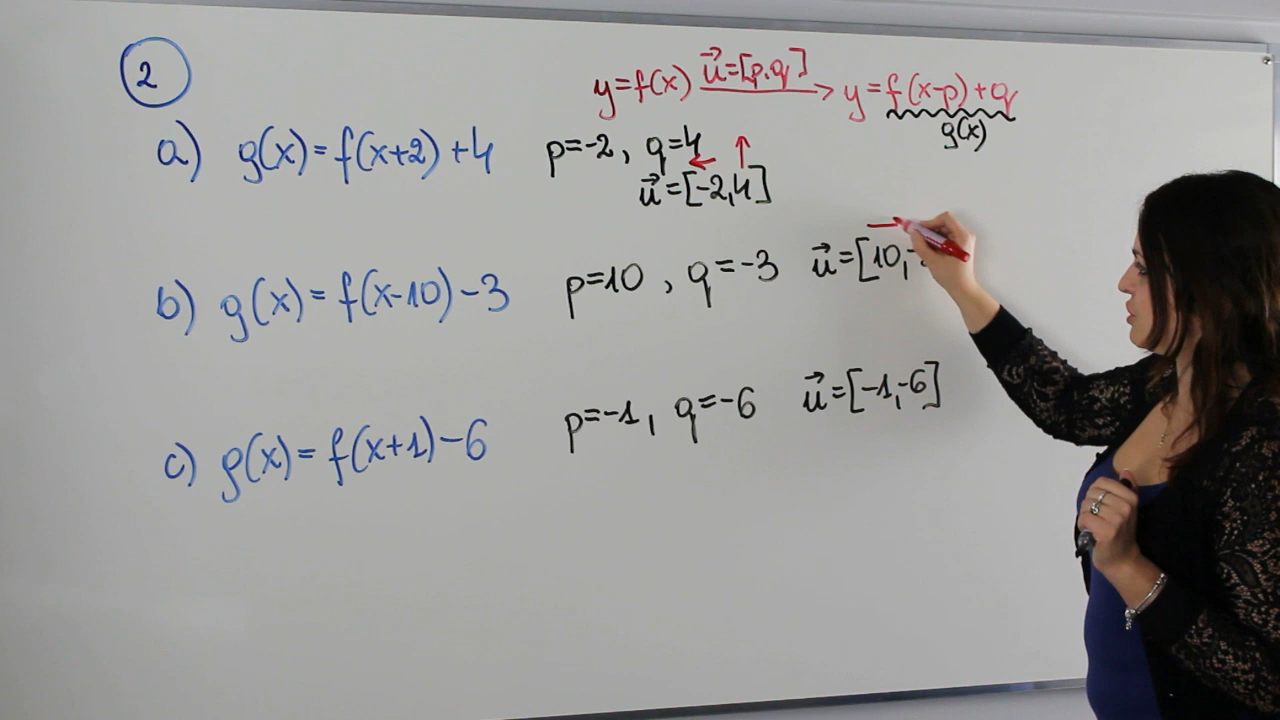 2
y=f(x) u⃗=[p,q] → y=f(x-p)+q
g(x)
a) g(x)=f(x+2)+4 p=-2, q=4
u⃗=[-2,4]
b) g(x)=f(x-10)-3 p=10, q=-3 u⃗=[10,-
c) g(x)=f(x+1)-6 p=-1, q=-6 u⃗=[-1,-6]